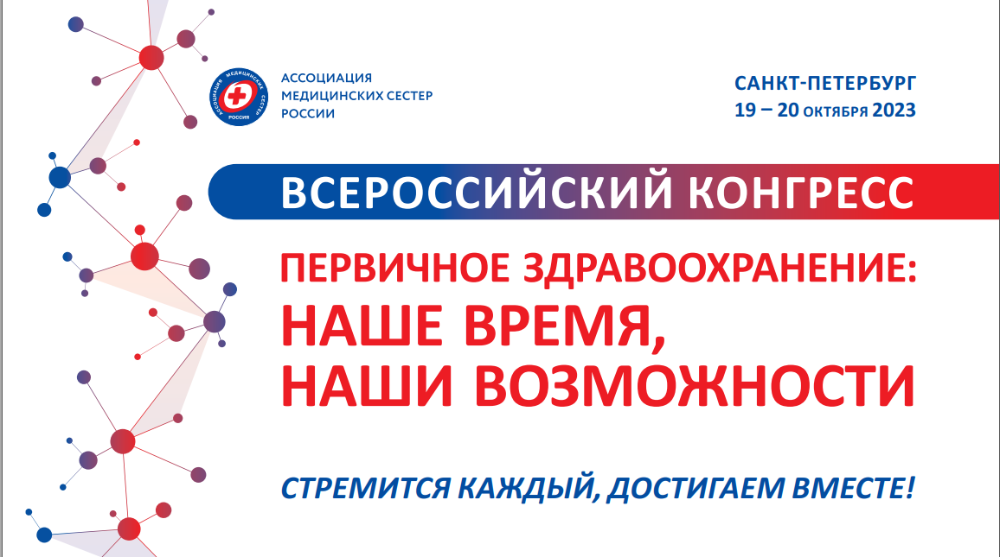 АССОЦИАЦИЯ
МЕДИЦИНСКИХ СЕСТЕР
РОССИИ
АССОЦИАЦИЯ МЕДИЦИНСКИХ СЕСТЕР
РОССИЯ
САНКТ-ПЕТЕРБУРГ
19 – 20 ОКТЯБРЯ 2023
ВСЕРОССИЙСКИЙ КОНГРЕСС
ПЕРВИЧНОЕ ЗДРАВООХРАНЕНИЕ:
НАШЕ ВРЕМЯ,
НАШИ ВОЗМОЖНОСТИ
СТРЕМИТСЯ КАЖДЫЙ, ДОСТИГАЕМ ВМЕСТЕ!